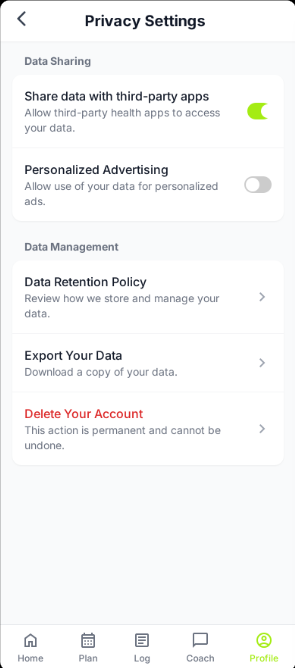 Privacy Settings
Data Sharing
Share data with third-party apps
Allow third-party health apps to access
your data.
Personalized Advertising
Allow use of your data for personalized
ads.
Data Management
Data Retention Policy
Review how we store and manage your
data.
Export Your Data
Download a copy of your data.
Delete Your Account
This action is permanent and cannot be
undone.
Home Plan Log Coach Profile